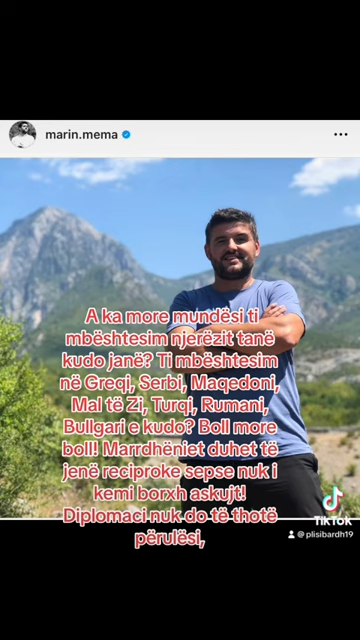 marin.mema
A ka more mundësi ti
mbështesim njerëzit tanë
kudo janë? Ti mbështesim
në Greqi, Serbi, Maqedoni,
Mal të Zi, Turqi, Rumani,
Bullgari e kudo? Boll more
boll! Marrdhëniet duhet të
jenë reciproke sepse nuk i
kemi borxh askujt!
Diplomaci nuk do të thotë
përulësi,
TikTok
@plisibardh19